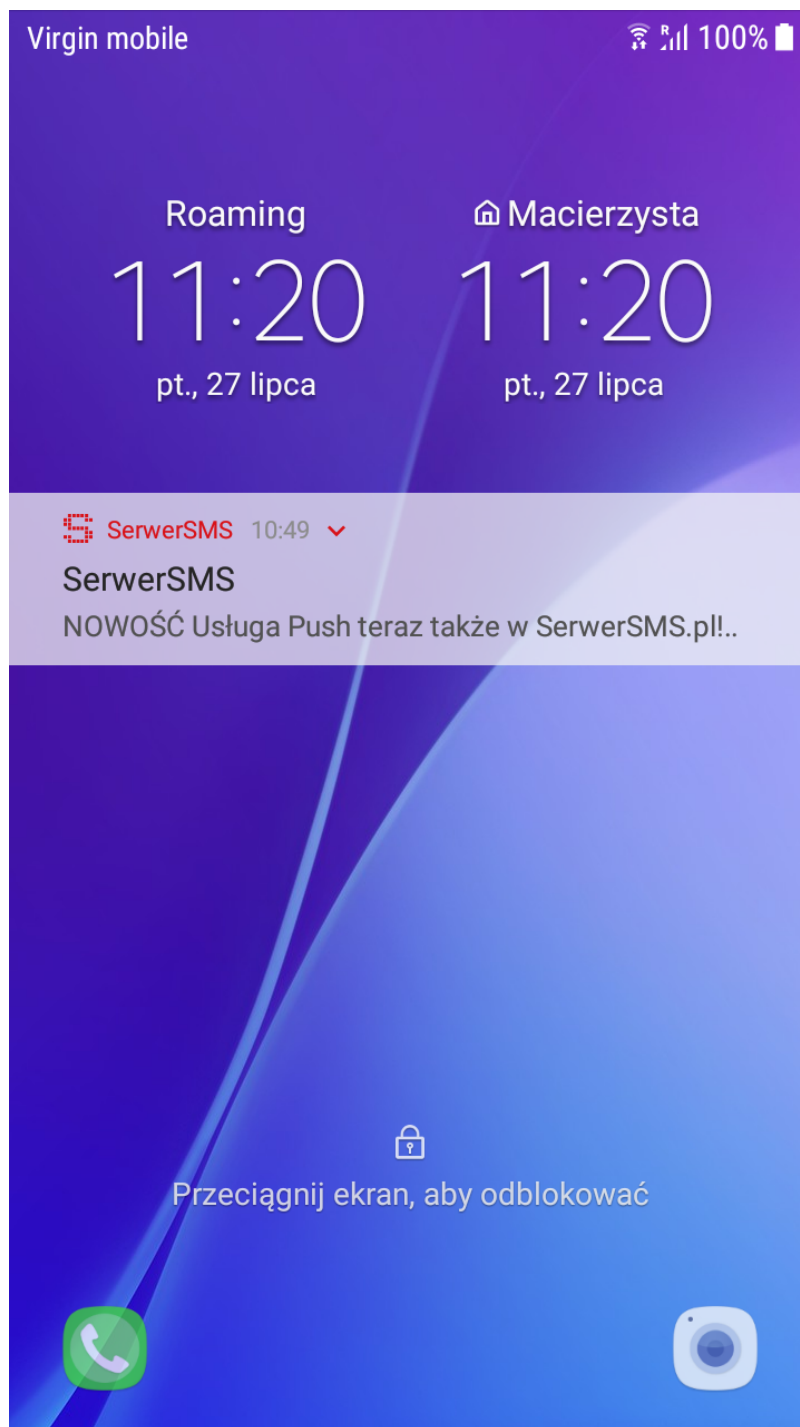 Virgin mobile R 100%
Roaming Macierzysta
11:20 11:20
pt., 27 lipca pt., 27 lipca
SerwerSMS 10:49
SerwerSMS
NOWOŚĆ Usługa Push teraz także w SerwerSMS.pl!..
Przeciągnij ekran, aby odblokować